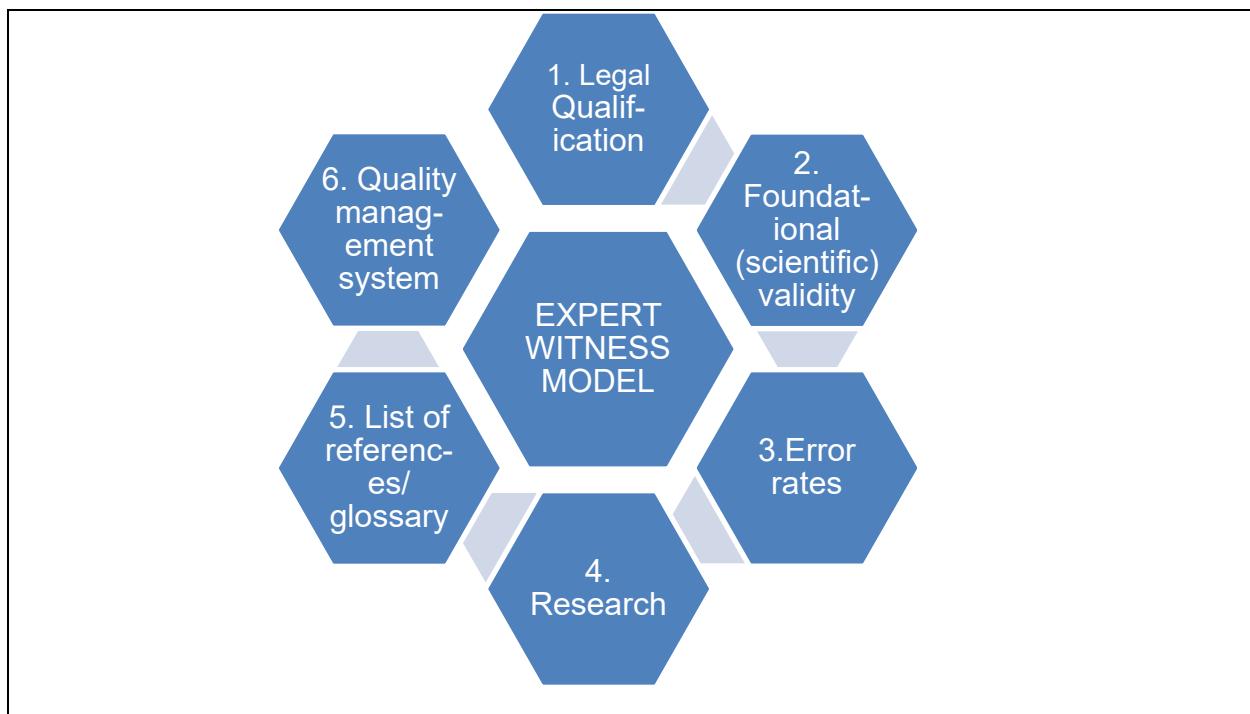 1. Legal
Qualif-
ication
2.
Foundat-
ional
(scientific)
validity
3.Error
rates
4.
Research
5. List of
referenc-
es/
glossary
6. Quality
manag-
ement
system
EXPERT
WITNESS
MODEL